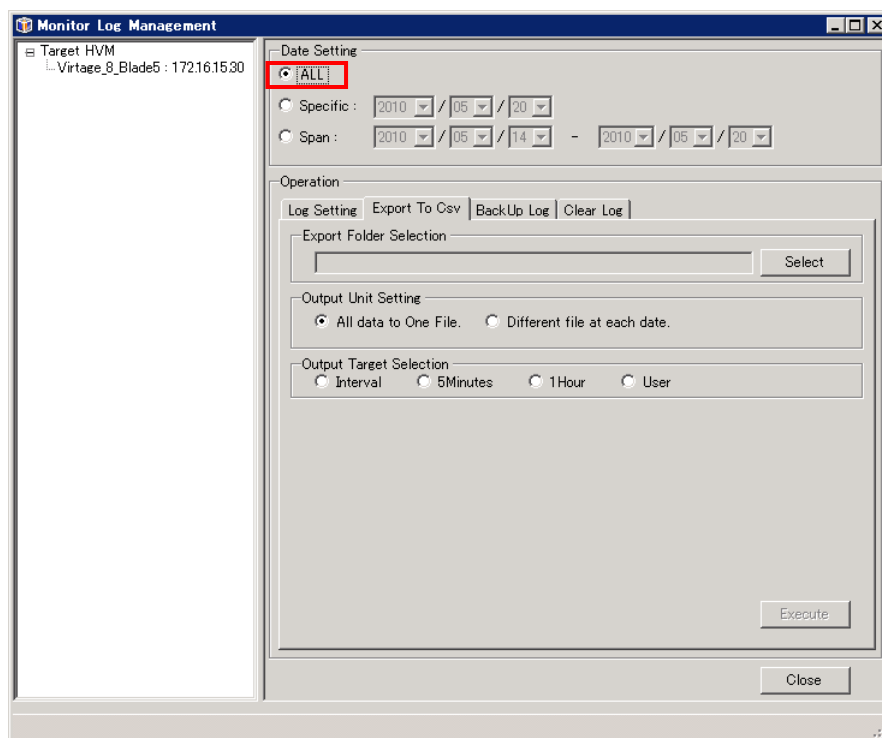 Monitor Log Management
Target HVM
Virtage_8_Blade5 : 172.16.15.30
Date Setting
ALL
Specific : 2010 / 05 / 20
Span : 2010 / 05 / 14 - 2010 / 05 / 20
Operation
Log Setting Export To Csv BackUp Log Clear Log
Export Folder Selection
Select
Output Unit Setting
All data to One File. Different file at each date.
Output Target Selection
Interval 5Minutes 1Hour User
Execute
Close